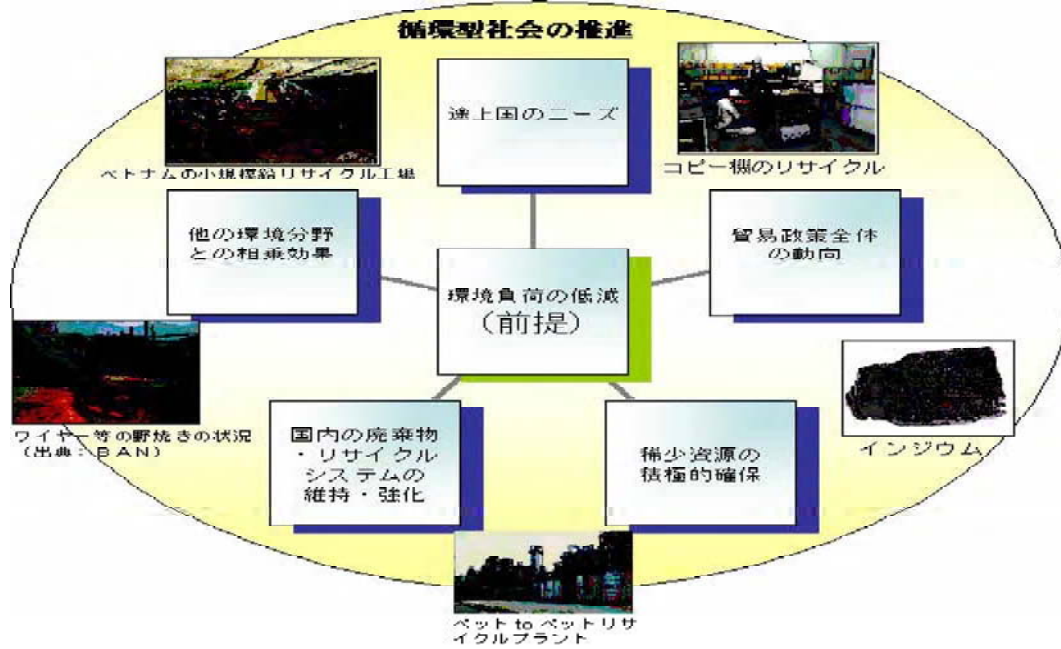 循環型社会の推進
途上国のニーズ
ベトナムの小規模鉛リサイクル工場
コピー機のリサイクル
他の環境分野
との相乗効果
貿易政策全体
の動向
環境負荷の低減
(前提)
ワイヤー等の野焼きの状況
(出典:BAN)
国内の廃棄物
・リサイクル
システムの
維持・強化
稀少資源の
積極的確保
インジウム
ペット to ペットリサ
イクルプラント